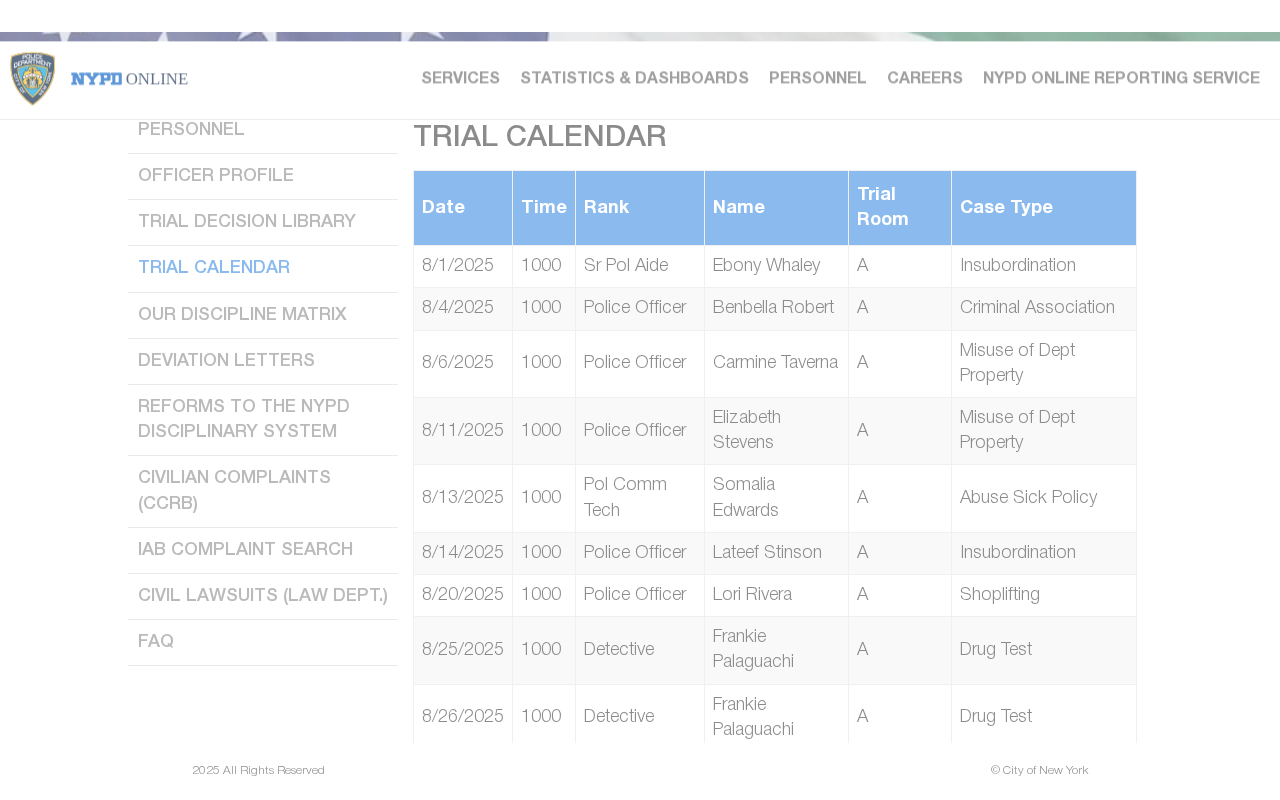 NYPD ONLINE
SERVICES STATISTICS & DASHBOARDS PERSONNEL CAREERS NYPD ONLINE REPORTING SERVICE
PERSONNEL
OFFICER PROFILE
TRIAL DECISION LIBRARY
TRIAL CALENDAR
OUR DISCIPLINE MATRIX
DEVIATION LETTERS
REFORMS TO THE NYPD
DISCIPLINARY SYSTEM
CIVILIAN COMPLAINTS
(CCRB)
IAB COMPLAINT SEARCH
CIVIL LAWSUITS (LAW DEPT.)
FAQ
TRIAL CALENDAR
Date Time Rank Name Trial Room Case Type
8/1/2025 1000 Sr Pol Aide Ebony Whaley A Insubordination
8/4/2025 1000 Police Officer Benbella Robert A Criminal Association
8/6/2025 1000 Police Officer Carmine Taverna A Misuse of Dept Property
8/11/2025 1000 Police Officer Elizabeth Stevens A Misuse of Dept Property
8/13/2025 1000 Pol Comm Tech Somalia Edwards A Abuse Sick Policy
8/14/2025 1000 Police Officer Lateef Stinson A Insubordination
8/20/2025 1000 Police Officer Lori Rivera A Shoplifting
8/25/2025 1000 Detective Frankie Palaguachi A Drug Test
8/26/2025 1000 Detective Frankie Palaguachi A Drug Test
2025 All Rights Reserved © City of New York